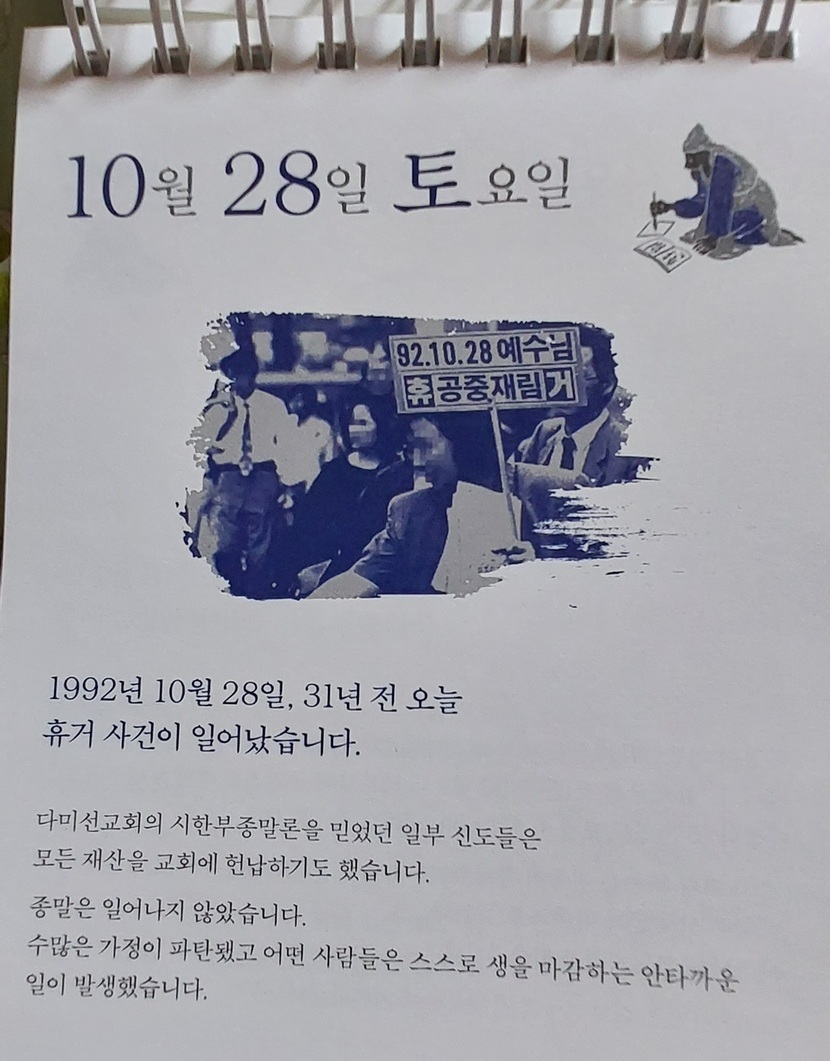 10월 28일 토요일
92.10.28 예수님
휴공중재림거
1992년 10월 28일, 31년 전 오늘
휴거 사건이 일어났습니다.
다미선교회의 시한부종말론을 믿었던 일부 신도들은
모든 재산을 교회에 헌납하기도 했습니다.
종말은 일어나지 않았습니다.
수많은 가정이 파탄됐고 어떤 사람들은 스스로 생을 마감하는 안타까운
일이 발생했습니다.